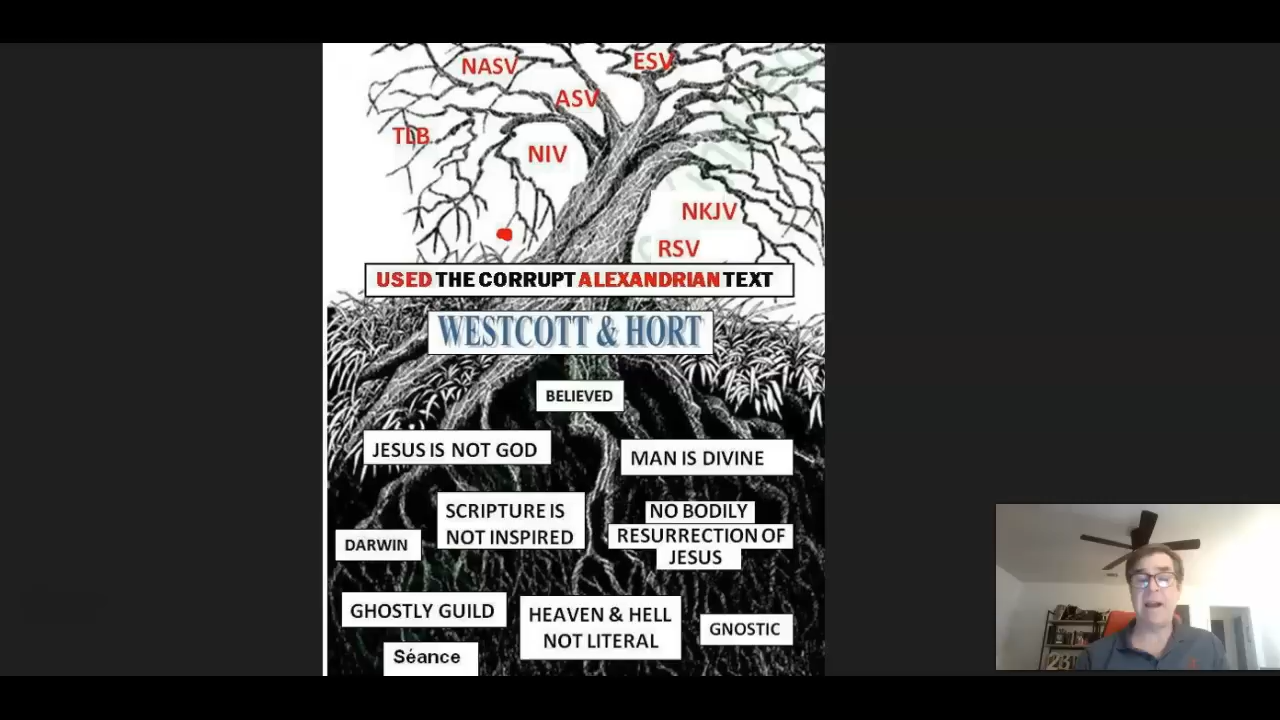 NASV
ESV
ASV
TLB
NIV
NKJV
RSV
USED THE CORRUPT ALEXANDRIAN TEXT
WESTCOTT & HORT
BELIEVED
JESUS IS NOT GOD
MAN IS DIVINE
SCRIPTURE IS
NOT INSPIRED
NO BODILY
RESURRECTION OF
JESUS
DARWIN
GHOSTLY GUILD
HEAVEN & HELL
NOT LITERAL
GNOSTIC
Séance